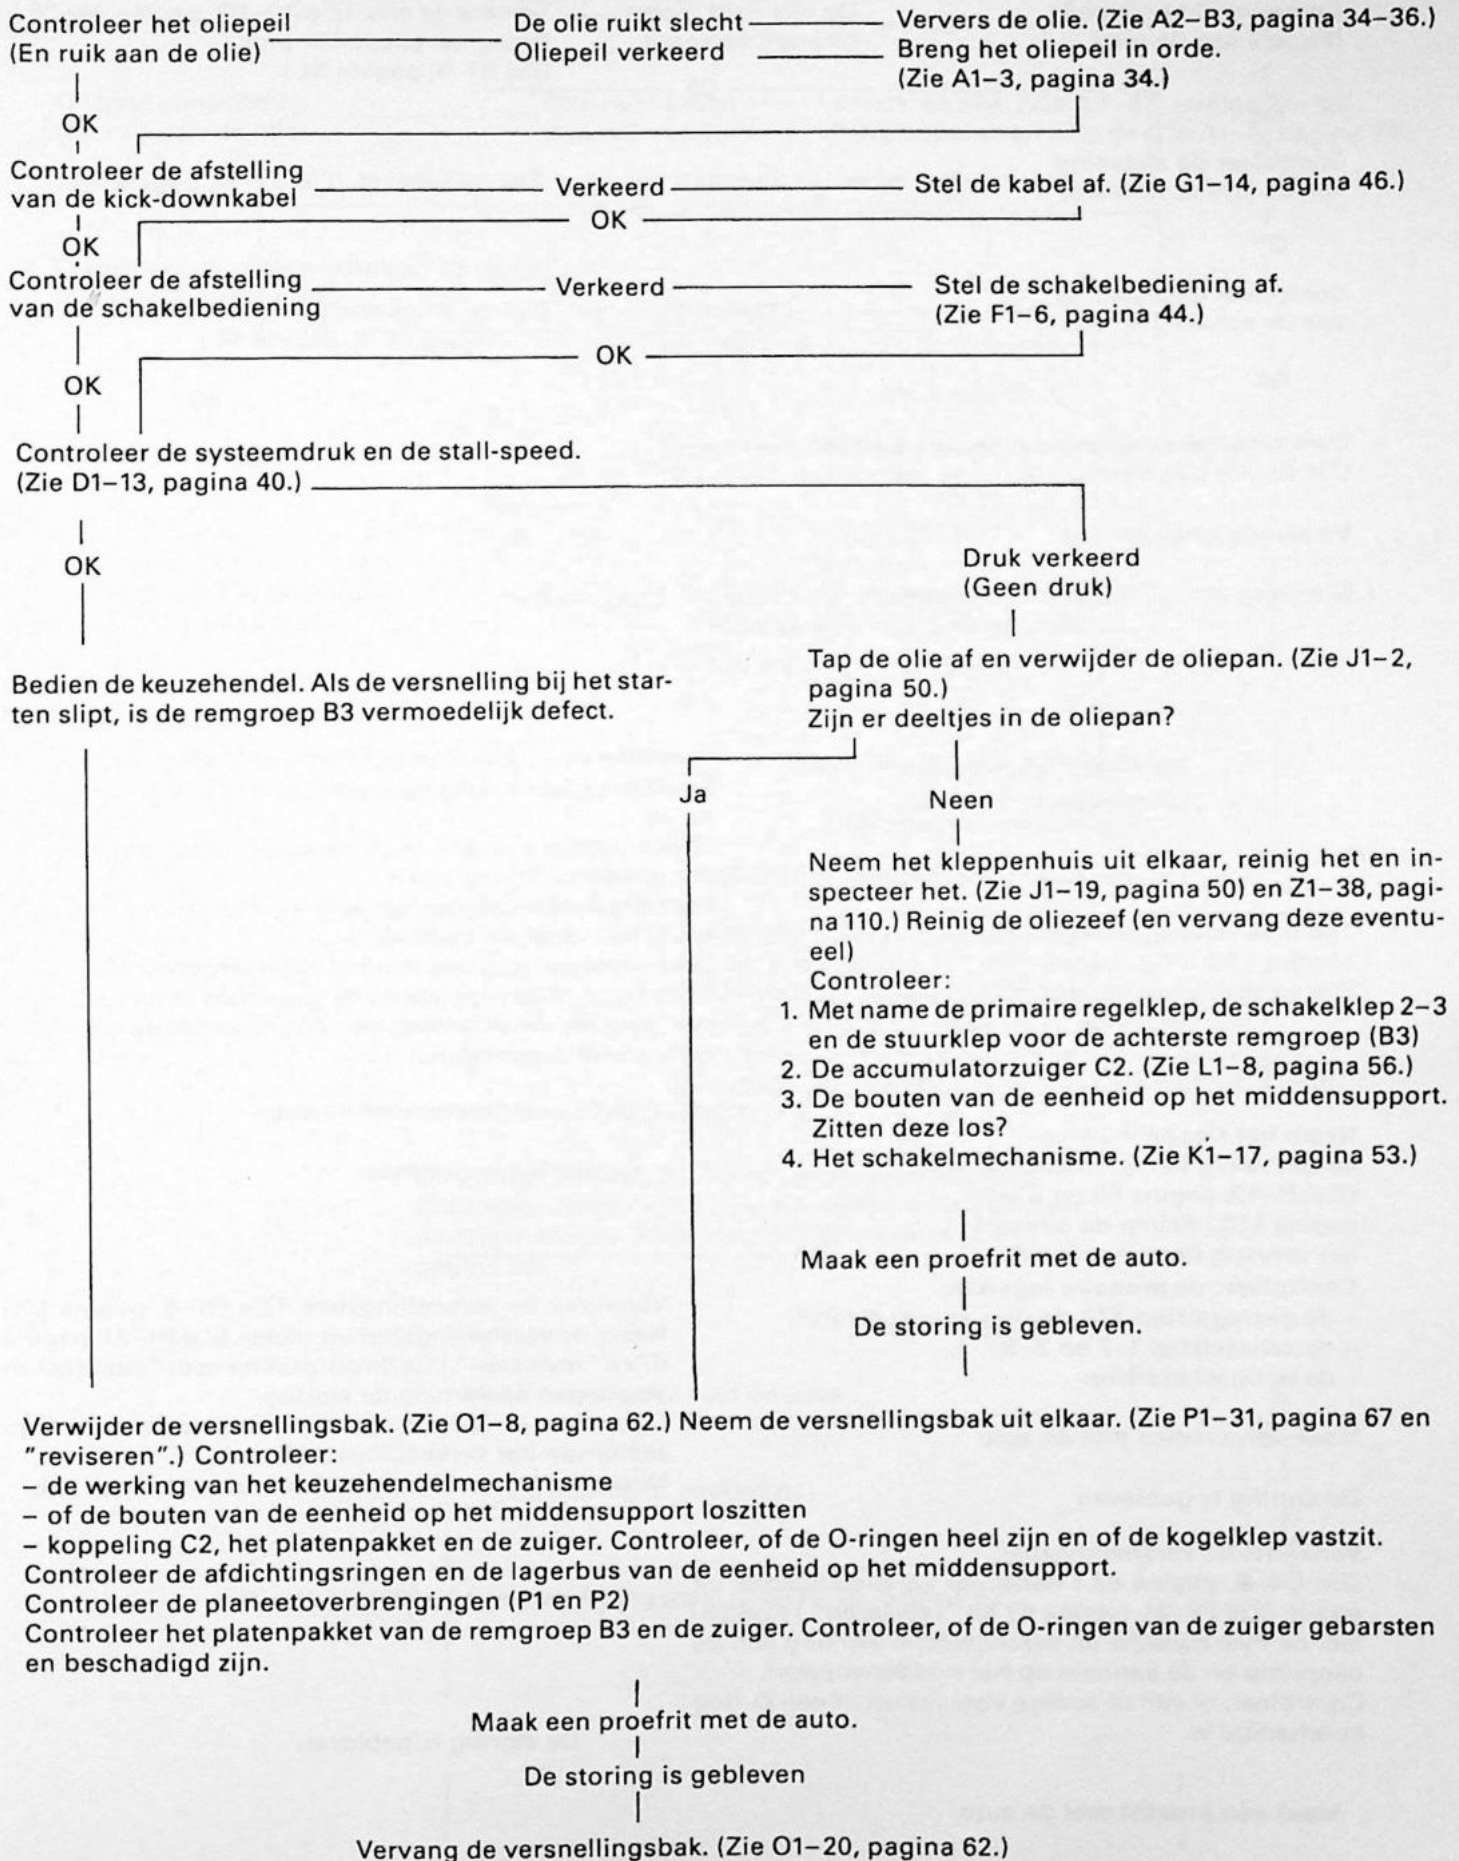 Controleer het oliepeil
(En ruik aan de olie)
De olie ruikt slecht
Oliepeil verkeerd
Ververs de olie. (Zie A2–B3, pagina 34–36.)
Breng het oliepeil in orde.
(Zie A1–3, pagina 34.)
OK
Controleer de afstelling
van de kick-downkabel
Verkeerd
Stel de kabel af. (Zie G1–14, pagina 46.)
OK
OK
Controleer de afstelling
van de schakelbediening
Verkeerd
Stel de schakelbediening af.
(Zie F1–6, pagina 44.)
OK
OK
Controleer de systeemdruk en de stall-speed.
(Zie D1–13, pagina 40.)
OK
Druk verkeerd
(Geen druk)
Bedien de keuzehendel. Als de versnelling bij het star-
ten slipt, is de remgroep B3 vermoedelijk defect.
Tap de olie af en verwijder de oliepan. (Zie J1–2,
pagina 50.)
Zijn er deeltjes in de oliepan?
Ja
Neen
Neem het kleppenhuis uit elkaar, reinig het en in-
specteer het. (Zie J1–19, pagina 50) en Z1–38, pagi-
na 110.) Reinig de oliezeef (en vervang deze eventu-
eel)
Controleer:
1. Met name de primaire regelklep, de schakelklep 2–3
en de stuurklep voor de achterste remgroep (B3)
2. De accumulatorzuiger C2. (Zie L1–8, pagina 56.)
3. De bouten van de eenheid op het middensupport.
Zitten deze los?
4. Het schakelmechanisme. (Zie K1–17, pagina 53.)
Maak een proefrit met de auto.
De storing is gebleven.
Verwijder de versnellingsbak. (Zie O1–8, pagina 62.) Neem de versnellingsbak uit elkaar. (Zie P1–31, pagina 67 en
"reviseren".) Controleer:
– de werking van het keuzehendelmechanisme
– of de bouten van de eenheid op het middensupport loszitten
– koppeling C2, het platenpakket en de zuiger. Controleer, of de O-ringen heel zijn en of de kogelklep vastzit.
Controleer de afdichtingsringen en de lagerbus van de eenheid op het middensupport.
Controleer de planeetoverbrengingen (P1 en P2)
Controleer het platenpakket van de remgroep B3 en de zuiger. Controleer, of de O-ringen van de zuiger gebarsten
en beschadigd zijn.
Maak een proefrit met de auto.
De storing is gebleven
Vervang de versnellingsbak. (Zie O1–20, pagina 62.)